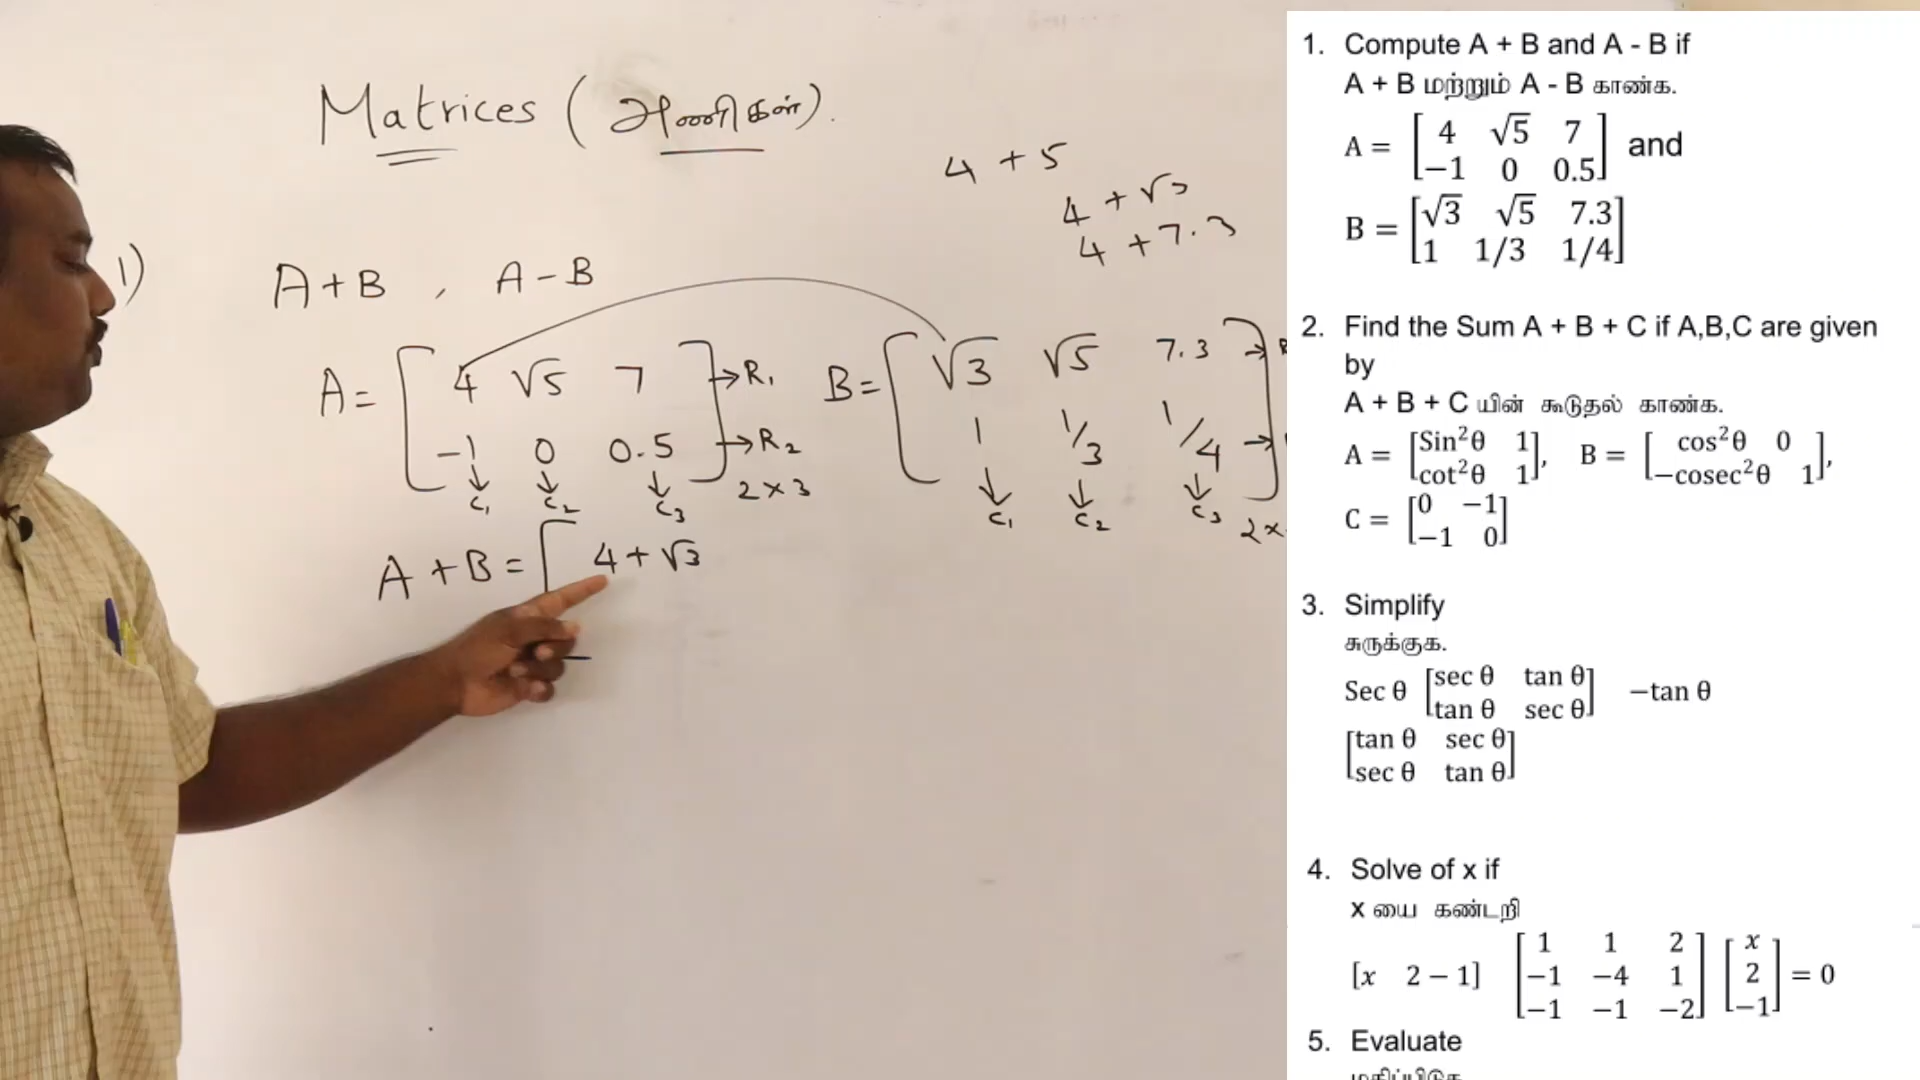 Matrices (அணிகள்).
4 + 5
4 + √3
4 + 7.3
1)
A+B , A-B
A= [ 4 √5 7 ] →R₁
-1 0 0.5 →R₂
↓ ↓ ↓ 2×3
C₁ C₂ C₃
B= [ √3 √5 7.3 ] →
1 1/3 1/4 →
↓ ↓ ↓
C₁ C₂ C₃ 2×
A + B = [ 4 + √3
1. Compute A + B and A - B if
A + B மற்றும் A - B காண்க.
A = [ 4 √5 7 ] and
−1 0 0.5
B = [ √3 √5 7.3 ]
1 1/3 1/4
2. Find the Sum A + B + C if A,B,C are given
by
A + B + C யின் கூடுதல் காண்க.
A = [ Sin²θ 1 ], B = [ cos²θ 0 ],
cot²θ 1 −cosec²θ 1
C = [ 0 −1 ]
−1 0
3. Simplify
சுருக்குக.
Sec θ [ sec θ tan θ ] −tan θ
tan θ sec θ
[ tan θ sec θ ]
sec θ tan θ
4. Solve of x if
x யை கண்டறி
[x 2 − 1] [ 1 1 2 ] [ x ] = 0
−1 −4 1 2
−1 −1 −2 −1
5. Evaluate